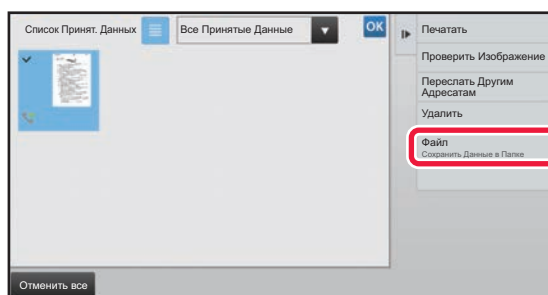 Список Принят. Данных
Все Принятые Данные
OK
Печатать
Проверить Изображение
Переслать Другим
Адресатам
Удалить
Файл
Сохранить Данные в Папке
Отменить все